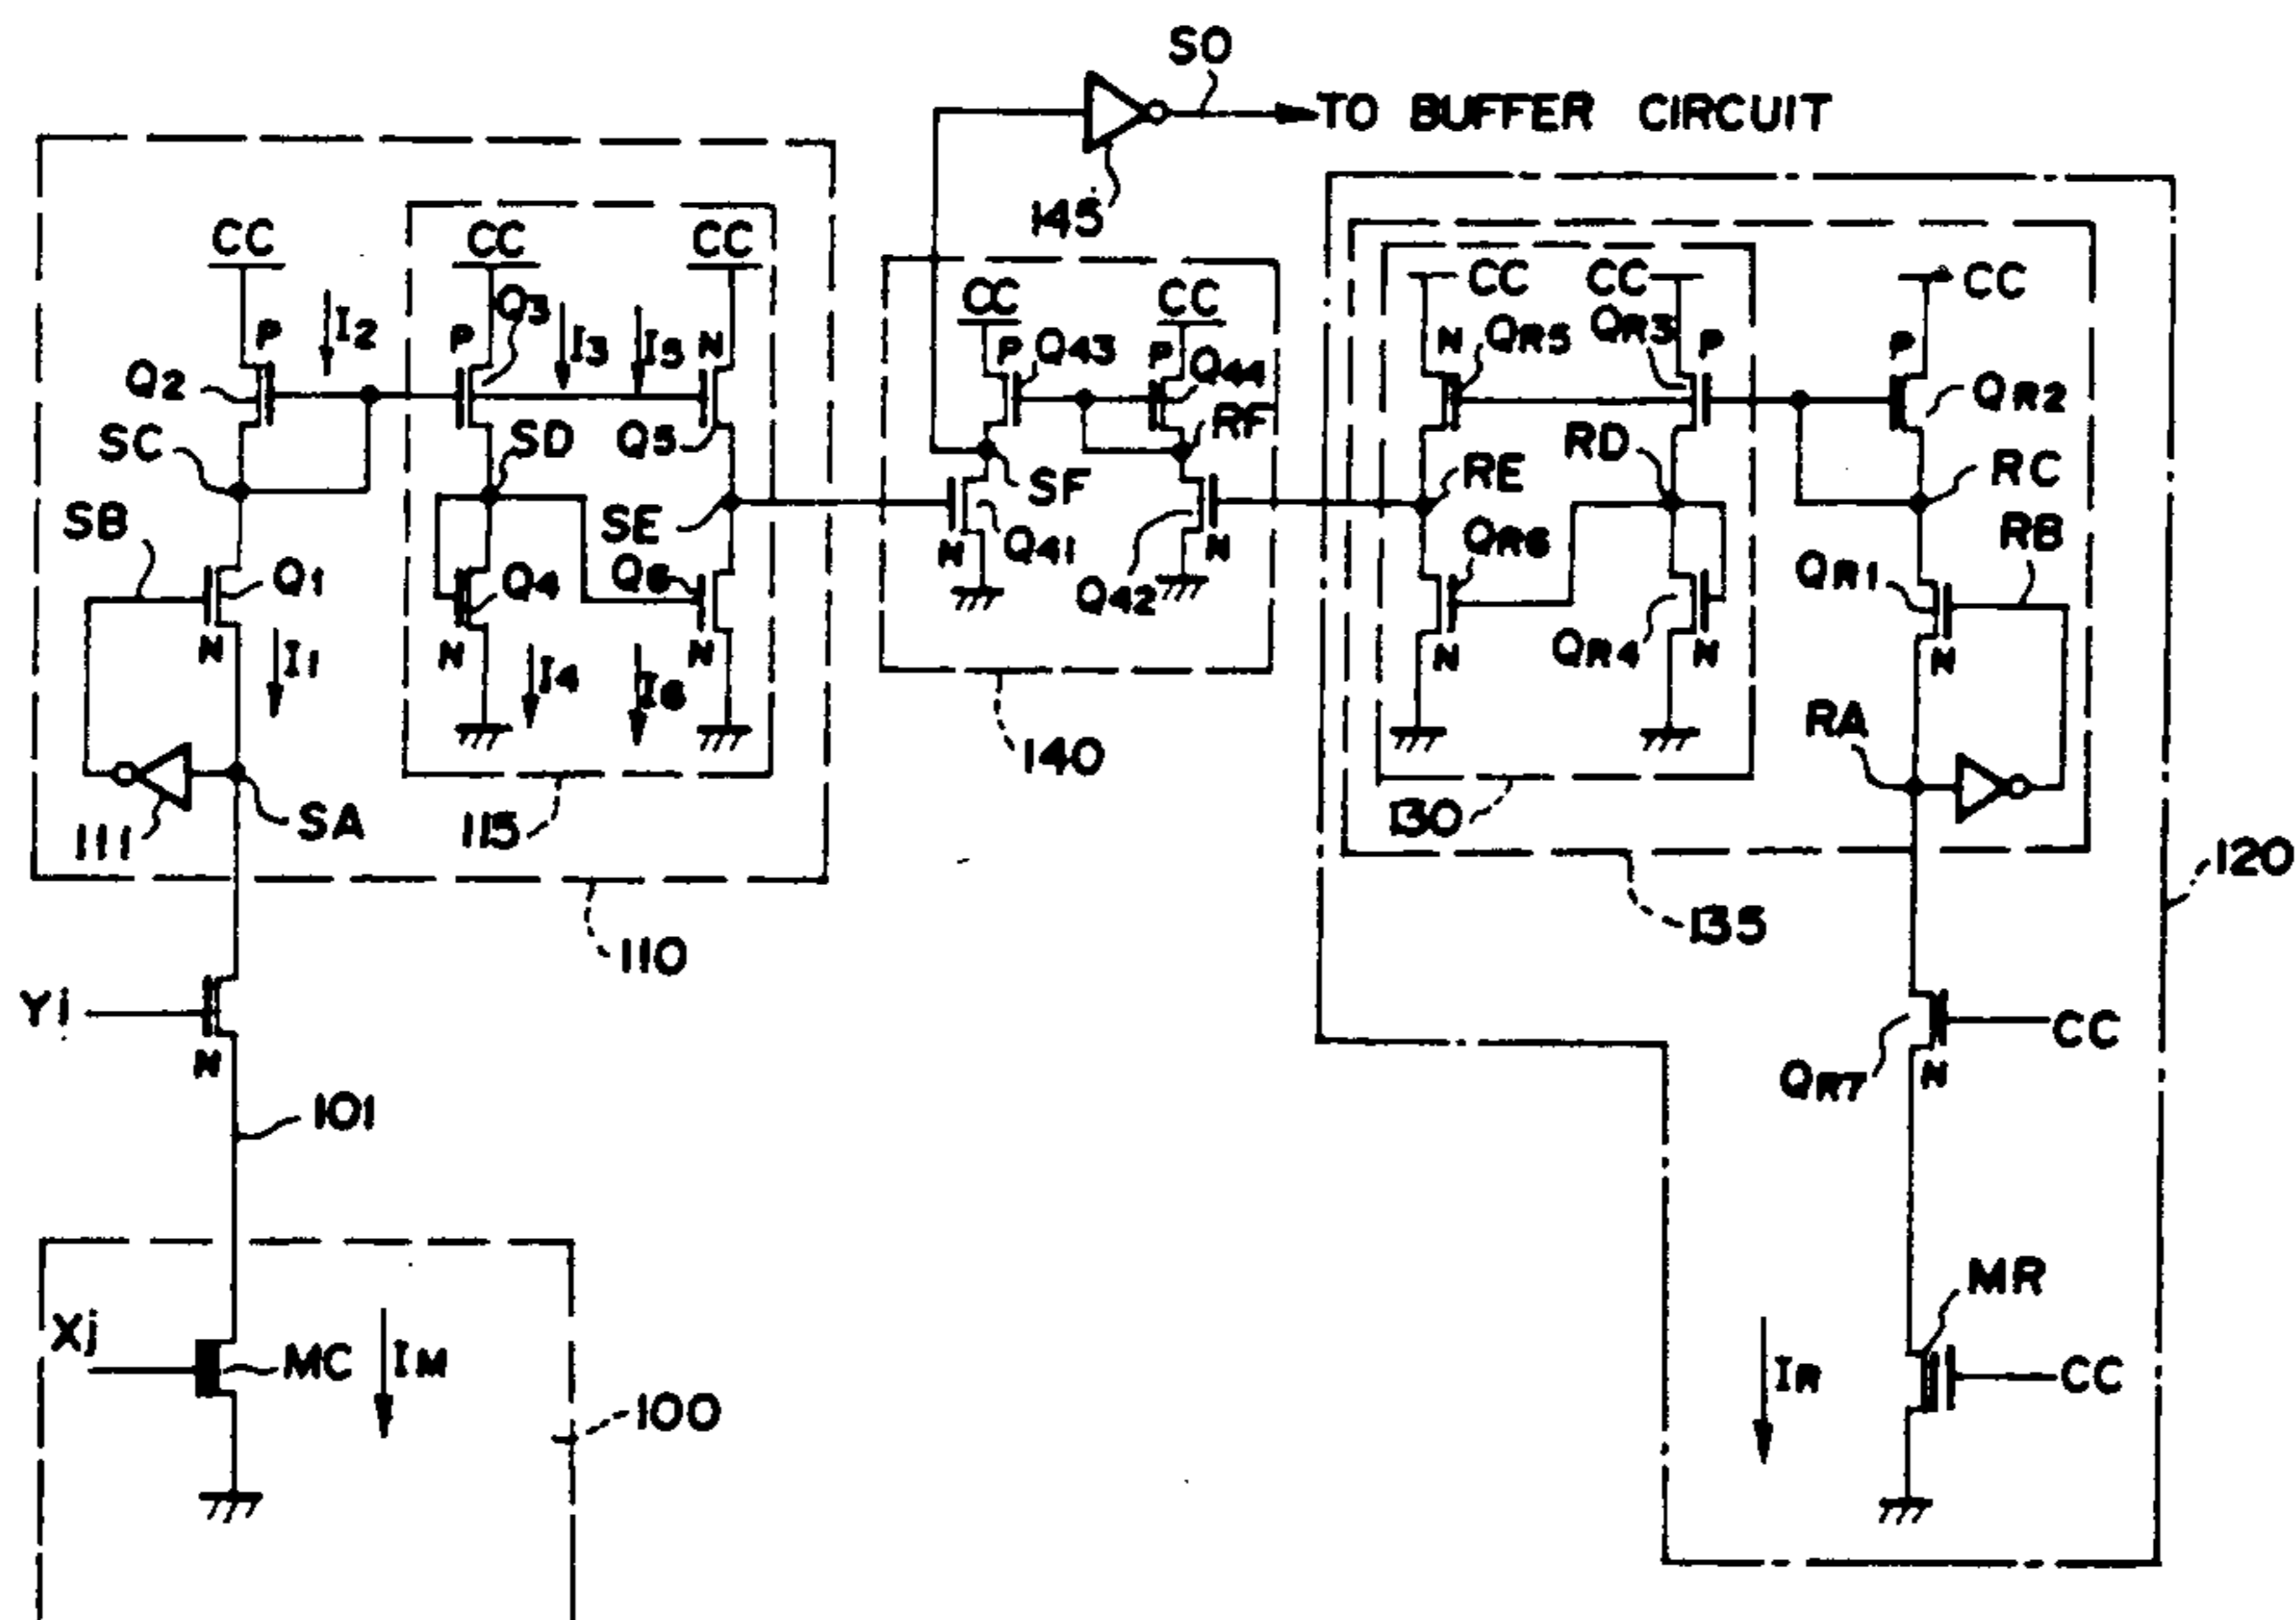 SO
TO BUFFER CIRCUIT
145
CC
CC
CC
P
I2
Q2
SC
SB
Q1
N
I1
111
SA
Q3
P
I3
I5
N
SD
Q5
SE
Q4
Q6
N
I4
N
I6
115
110
CC
CC
P
Q43
P
Q44
RF
SF
N
Q41
Q42
N
140
CC
CC
CC
N
QR5
QR3
P
P
QR2
RE
RD
RC
RB
QR6
QR1
N
QR4
N
N
RA
130
135
120
Yi
N
101
QR7
N
CC
Xj
MC
IM
100
IR
MR
CC